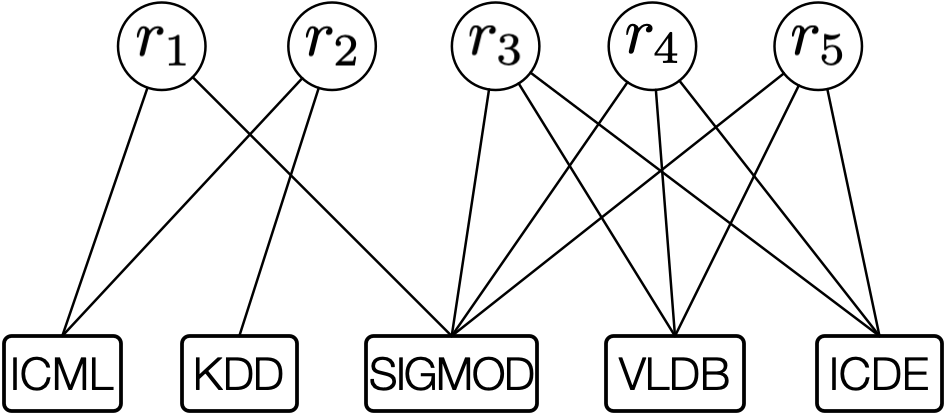 r₁ r₂ r₃ r₄ r₅
ICML KDD SIGMOD VLDB ICDE